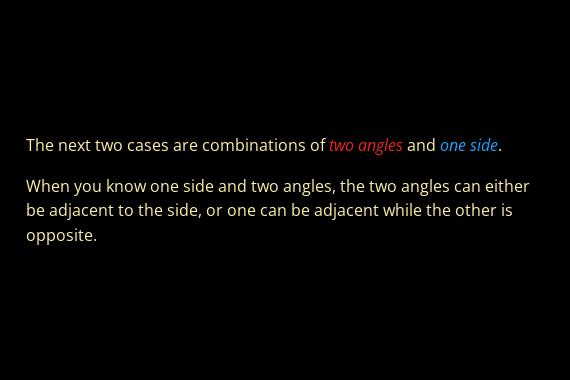 The next two cases are combinations of two angles and one side.
When you know one side and two angles, the two angles can either
be adjacent to the side, or one can be adjacent while the other is
opposite.